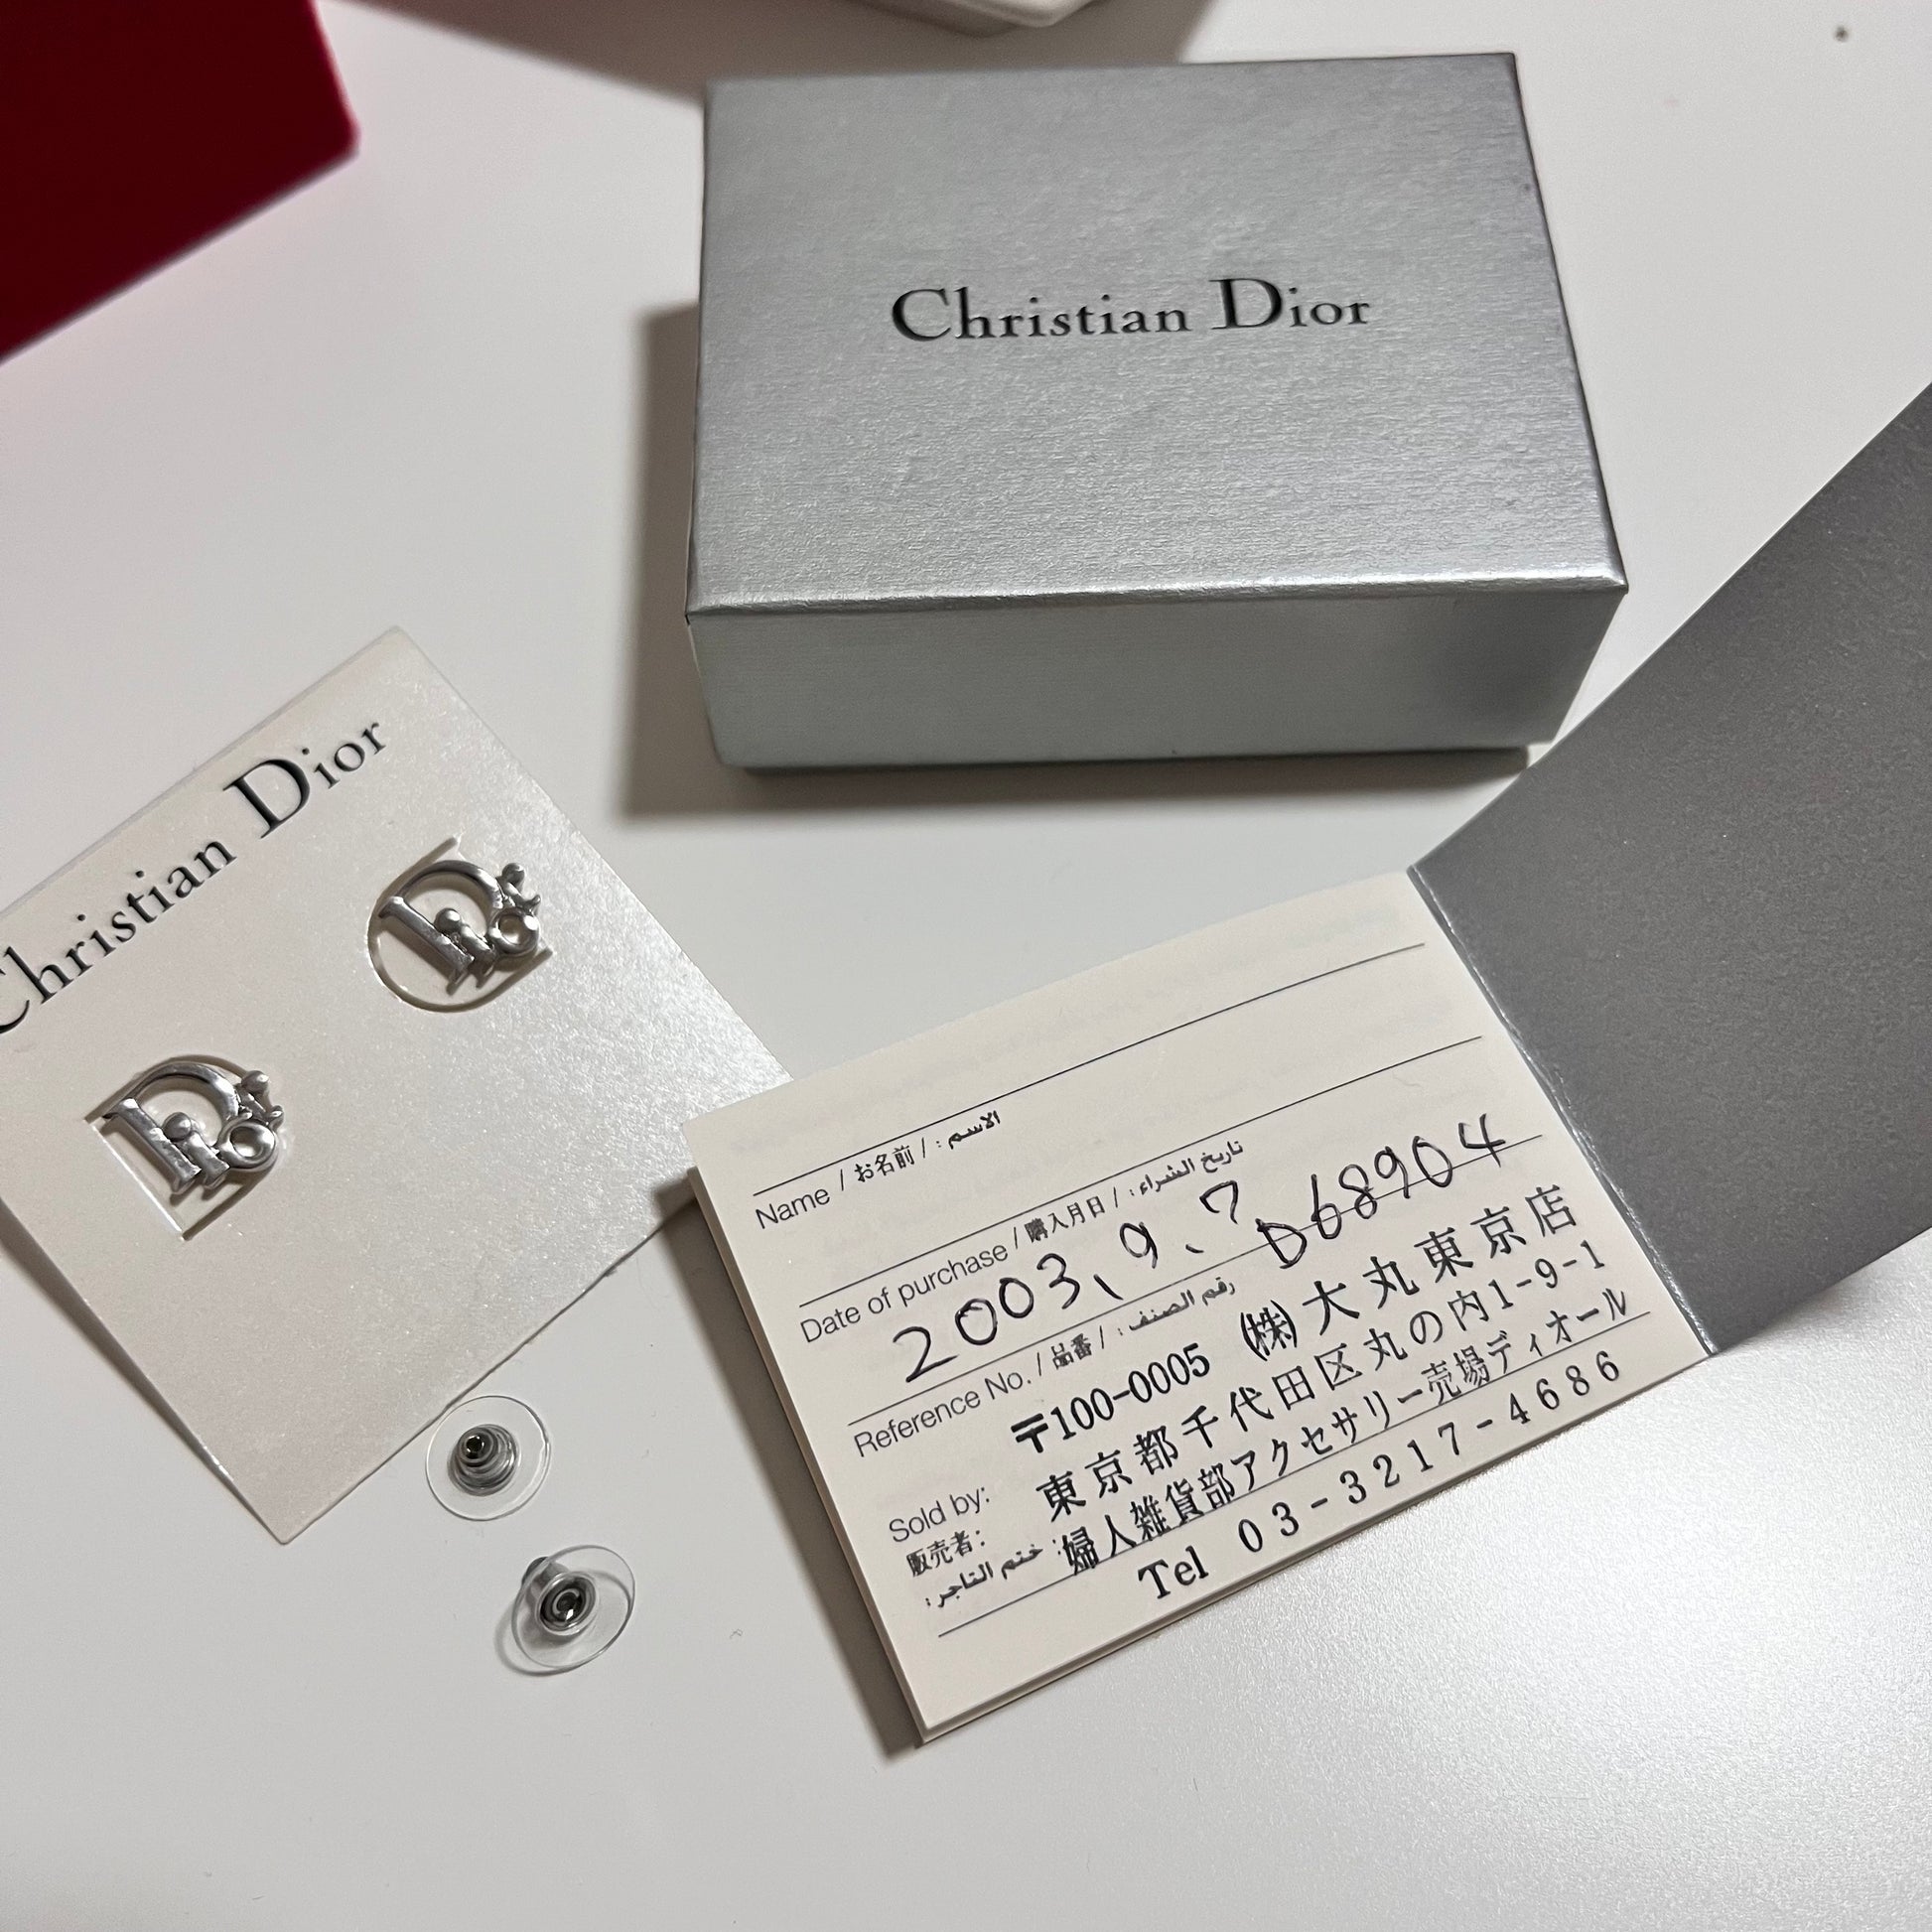 Christian Dior
Christian Dior
Dior
Dior
Name / お名前 / : الاسم
Date of purchase / 購入月日 / : تاريخ الشراء
2003、9、7
Reference No. / 品番 / : رقم الصنف
D68904
〒100-0005 (株)大丸東京店
東京都千代田区丸の内1-9-1
婦人雑貨部アクセサリー売場ディオール
Tel 03-3217-4686
Sold by:
販売者:
ختم التاجر :